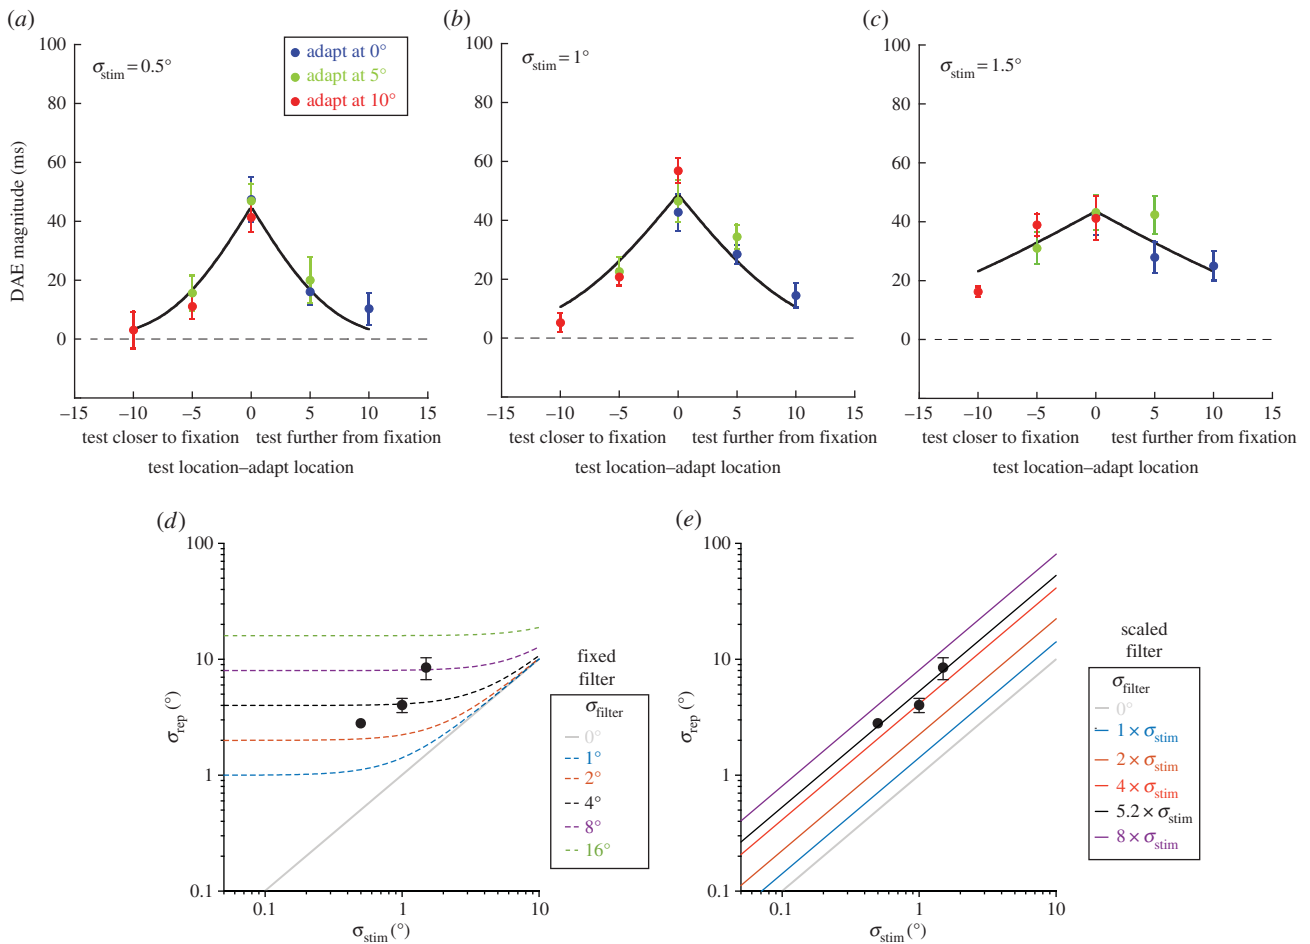 (a)
σstim = 0.5°
adapt at 0°
adapt at 5°
adapt at 10°
DAE magnitude (ms)
100
80
60
40
20
0
–15 –10 –5 0 5 10 15
test closer to fixation test further from fixation
test location–adapt location
(b)
σstim = 1°
100
80
60
40
20
0
–15 –10 –5 0 5 10 15
test closer to fixation test further from fixation
test location–adapt location
(c)
σstim = 1.5°
100
80
60
40
20
0
–15 –10 –5 0 5 10 15
test closer to fixation test further from fixation
test location–adapt location
(d)
σrep (°)
100
10
1
0.1
0.1 1 10
σstim (°)
fixed
filter
σfilter
0°
1°
2°
4°
8°
16°
(e)
σrep (°)
100
10
1
0.1
0.1 1 10
σstim (°)
scaled
filter
σfilter
0°
1 × σstim
2 × σstim
4 × σstim
5.2 × σstim
8 × σstim